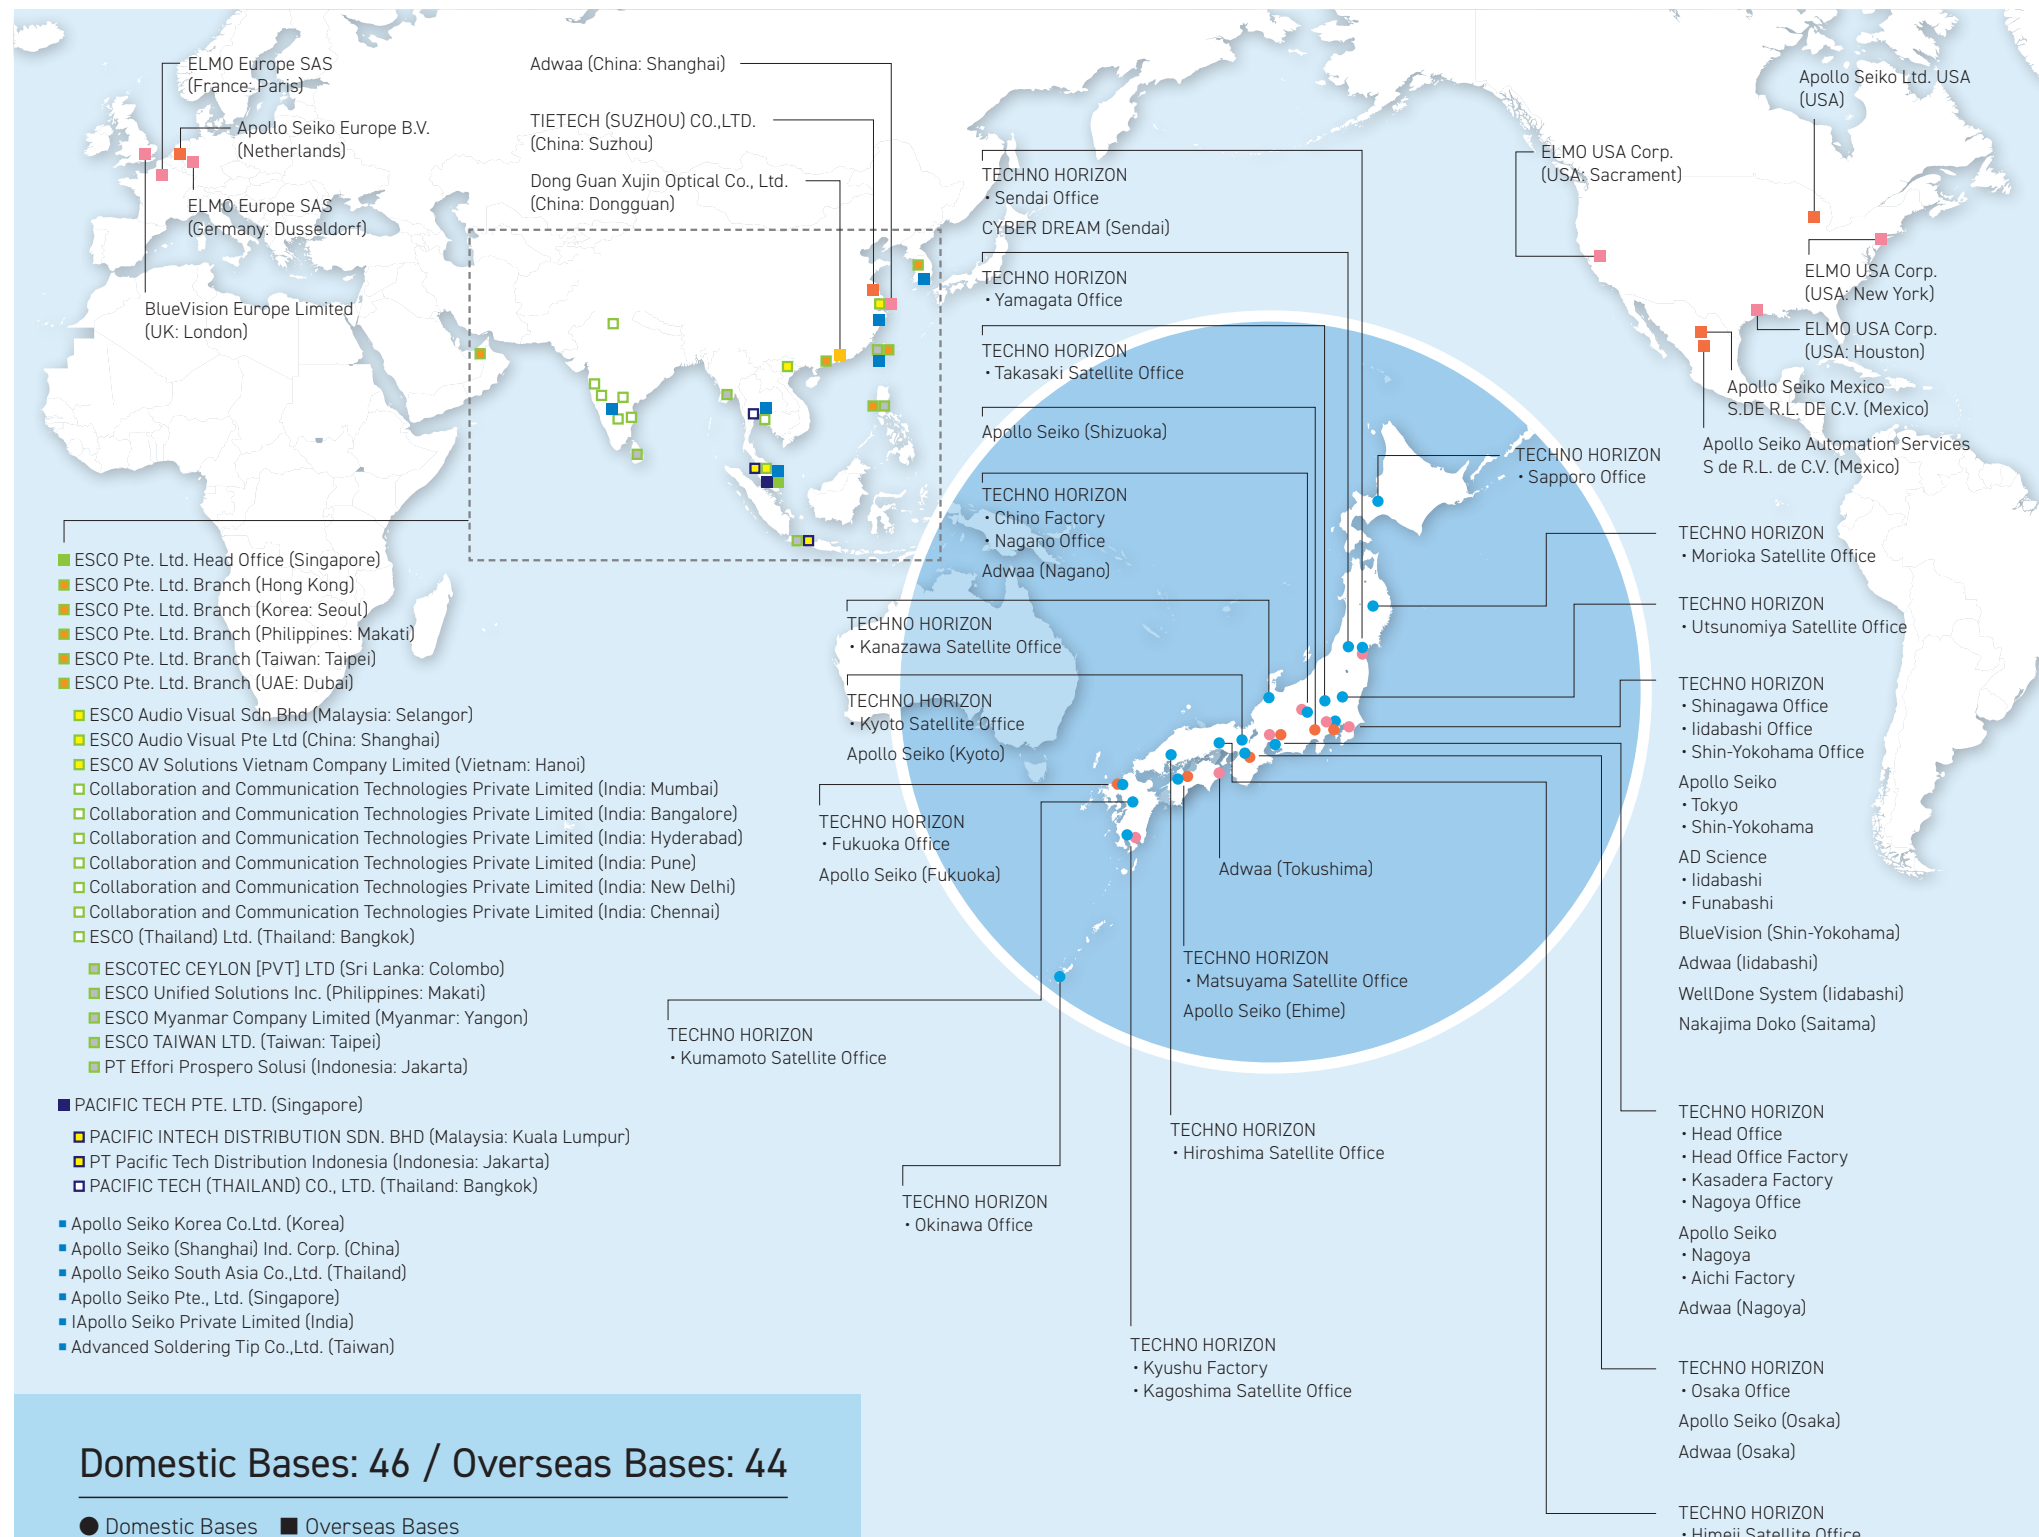 ELMO Europe SAS
(France: Paris)
Apollo Seiko Europe B.V.
(Netherlands)
ELMO Europe SAS
(Germany: Dusseldorf)
BlueVision Europe Limited
(UK: London)
Adwaa (China: Shanghai)
TIETECH (SUZHOU) CO.,LTD.
(China: Suzhou)
Dong Guan Xujin Optical Co., Ltd.
(China: Dongguan)
Apollo Seiko Ltd. USA
(USA)
ELMO USA Corp.
(USA: Sacrament)
ELMO USA Corp.
(USA: New York)
ELMO USA Corp.
(USA: Houston)
Apollo Seiko Mexico
S.DE R.L. DE C.V. (Mexico)
Apollo Seiko Automation Services
S de R.L. de C.V. (Mexico)
TECHNO HORIZON
・Sendai Office
CYBER DREAM (Sendai)
TECHNO HORIZON
・Yamagata Office
TECHNO HORIZON
・Takasaki Satellite Office
Apollo Seiko (Shizuoka)
TECHNO HORIZON
・Chino Factory
・Nagano Office
Adwaa (Nagano)
TECHNO HORIZON
・Kanazawa Satellite Office
TECHNO HORIZON
・Kyoto Satellite Office
Apollo Seiko (Kyoto)
TECHNO HORIZON
・Fukuoka Office
Apollo Seiko (Fukuoka)
TECHNO HORIZON
・Kumamoto Satellite Office
TECHNO HORIZON
・Okinawa Office
TECHNO HORIZON
・Kyushu Factory
・Kagoshima Satellite Office
TECHNO HORIZON
・Hiroshima Satellite Office
TECHNO HORIZON
・Matsuyama Satellite Office
Apollo Seiko (Ehime)
Adwaa (Tokushima)
TECHNO HORIZON
・Sapporo Office
TECHNO HORIZON
・Morioka Satellite Office
TECHNO HORIZON
・Utsunomiya Satellite Office
TECHNO HORIZON
・Shinagawa Office
・Iidabashi Office
・Shin-Yokohama Office
Apollo Seiko
・Tokyo
・Shin-Yokohama
AD Science
・Iidabashi
・Funabashi
BlueVision (Shin-Yokohama)
Adwaa (Iidabashi)
WellDone System (Iidabashi)
Nakajima Doko (Saitama)
TECHNO HORIZON
・Head Office
・Head Office Factory
・Kasadera Factory
・Nagoya Office
Apollo Seiko
・Nagoya
・Aichi Factory
Adwaa (Nagoya)
TECHNO HORIZON
・Osaka Office
Apollo Seiko (Osaka)
Adwaa (Osaka)
TECHNO HORIZON
・Himeji Satellite Office
ESCO Pte. Ltd. Head Office (Singapore)
ESCO Pte. Ltd. Branch (Hong Kong)
ESCO Pte. Ltd. Branch (Korea: Seoul)
ESCO Pte. Ltd. Branch (Philippines: Makati)
ESCO Pte. Ltd. Branch (Taiwan: Taipei)
ESCO Pte. Ltd. Branch (UAE: Dubai)
ESCO Audio Visual Sdn Bhd (Malaysia: Selangor)
ESCO Audio Visual Pte Ltd (China: Shanghai)
ESCO AV Solutions Vietnam Company Limited (Vietnam: Hanoi)
Collaboration and Communication Technologies Private Limited (India: Mumbai)
Collaboration and Communication Technologies Private Limited (India: Bangalore)
Collaboration and Communication Technologies Private Limited (India: Hyderabad)
Collaboration and Communication Technologies Private Limited (India: Pune)
Collaboration and Communication Technologies Private Limited (India: New Delhi)
Collaboration and Communication Technologies Private Limited (India: Chennai)
ESCO (Thailand) Ltd. (Thailand: Bangkok)
ESCOTEC CEYLON [PVT] LTD (Sri Lanka: Colombo)
ESCO Unified Solutions Inc. (Philippines: Makati)
ESCO Myanmar Company Limited (Myanmar: Yangon)
ESCO TAIWAN LTD. (Taiwan: Taipei)
PT Effori Prospero Solusi (Indonesia: Jakarta)
PACIFIC TECH PTE. LTD. (Singapore)
PACIFIC INTECH DISTRIBUTION SDN. BHD (Malaysia: Kuala Lumpur)
PT Pacific Tech Distribution Indonesia (Indonesia: Jakarta)
PACIFIC TECH (THAILAND) CO., LTD. (Thailand: Bangkok)
Apollo Seiko Korea Co.Ltd. (Korea)
Apollo Seiko (Shanghai) Ind. Corp. (China)
Apollo Seiko South Asia Co.,Ltd. (Thailand)
Apollo Seiko Pte., Ltd. (Singapore)
IApollo Seiko Private Limited (India)
Advanced Soldering Tip Co.,Ltd. (Taiwan)
Domestic Bases: 46 / Overseas Bases: 44
● Domestic Bases ■ Overseas Bases